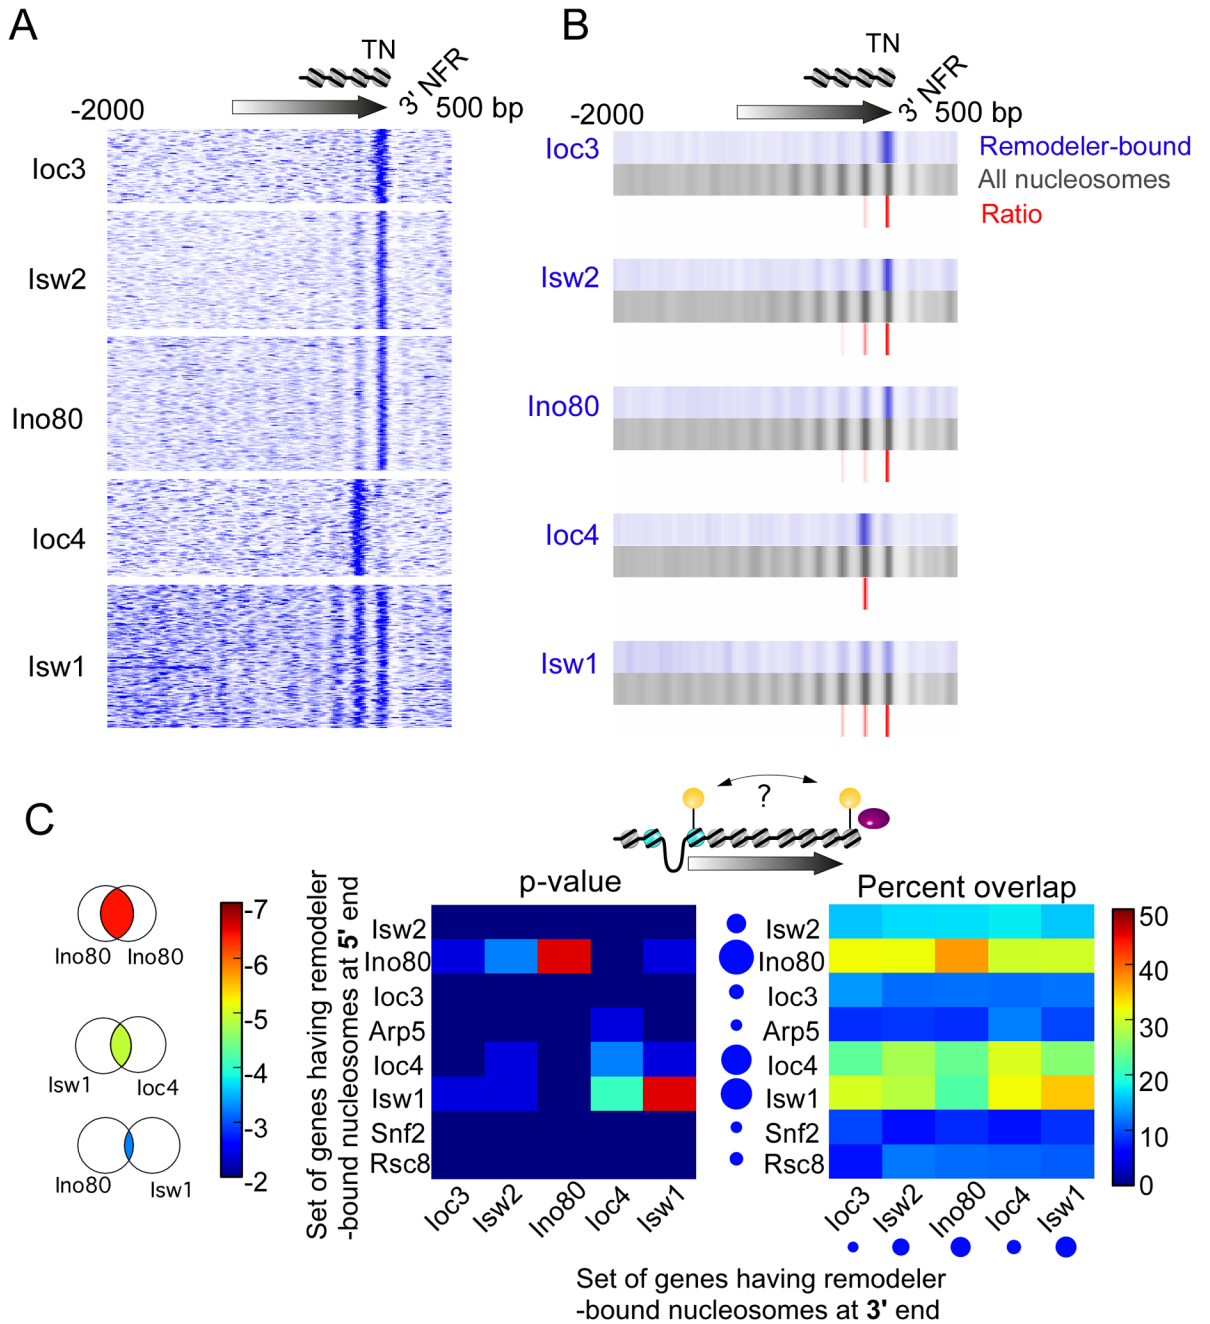 A
TN
3' NFR
-2000
500 bp
Ioc3
Isw2
Ino80
Ioc4
Isw1
B
TN
3' NFR
-2000
500 bp
Ioc3
Remodeler-bound
All nucleosomes
Ratio
Isw2
Ino80
Ioc4
Isw1
C
?
Ino80 Ino80
Isw1 Ioc4
Ino80 Isw1
-7
-6
-5
-4
-3
-2
Set of genes having remodeler
-bound nucleosomes at 5' end
p-value
Isw2
Ino80
Ioc3
Arp5
Ioc4
Isw1
Snf2
Rsc8
Ioc3 Isw2 Ino80 Ioc4 Isw1
Percent overlap
Isw2
Ino80
Ioc3
Arp5
Ioc4
Isw1
Snf2
Rsc8
Ioc3 Isw2 Ino80 Ioc4 Isw1
50
40
30
20
10
0
Set of genes having remodeler
-bound nucleosomes at 3' end